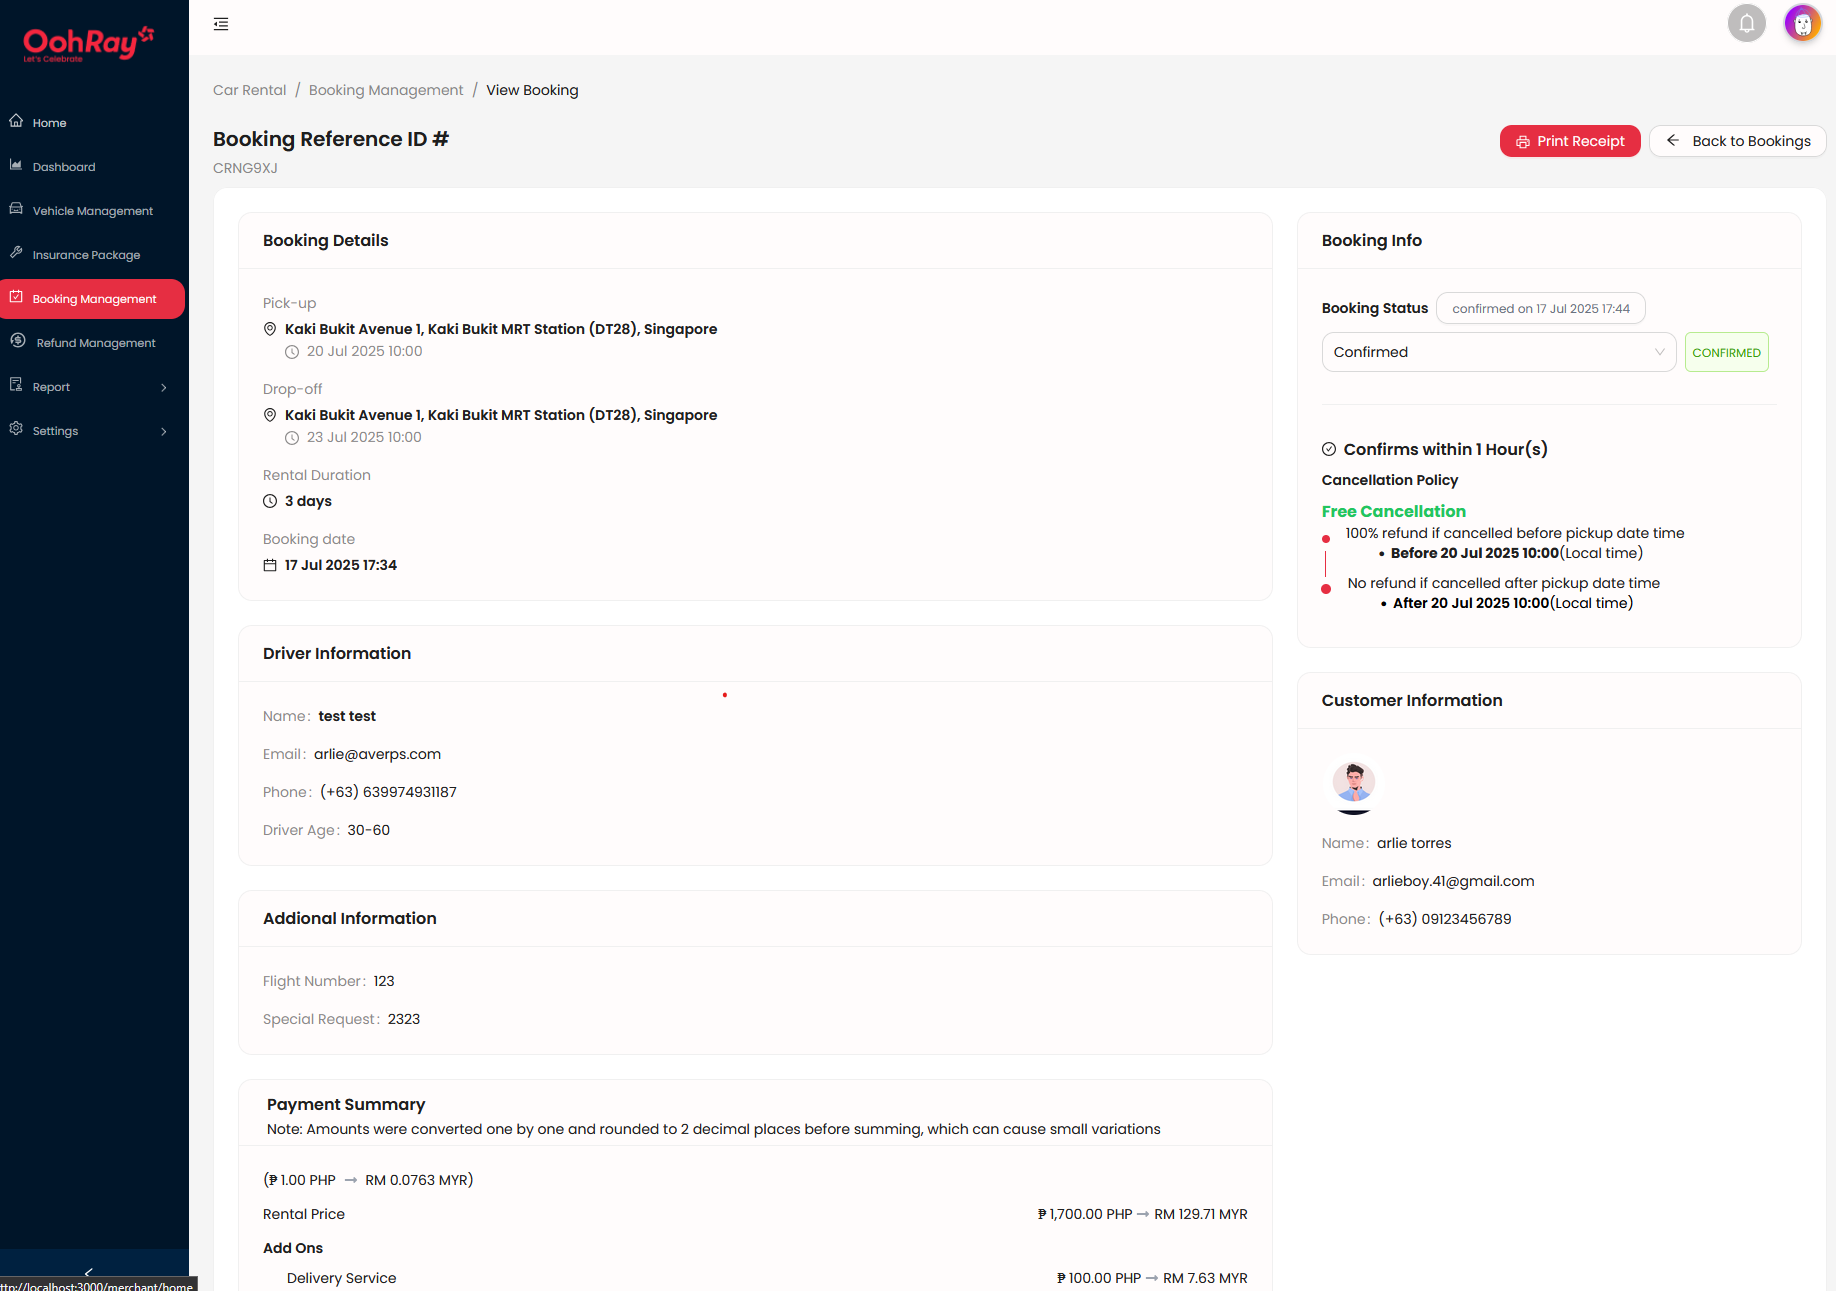 OohRay
Let's Celebrate
Home
Dashboard
Vehicle Management
Insurance Package
Booking Management
Refund Management
Report
Settings
ttp://localhost:3000/merchant/home
Car Rental / Booking Management / View Booking
Booking Reference ID #
CRNG9XJ
Print Receipt
Back to Bookings
Booking Details
Pick-up
Kaki Bukit Avenue 1, Kaki Bukit MRT Station (DT28), Singapore
20 Jul 2025 10:00
Drop-off
Kaki Bukit Avenue 1, Kaki Bukit MRT Station (DT28), Singapore
23 Jul 2025 10:00
Rental Duration
3 days
Booking date
17 Jul 2025 17:34
Driver Information
Name: test test
Email: arlie@averps.com
Phone: (+63) 639974931187
Driver Age: 30-60
Addional Information
Flight Number: 123
Special Request: 2323
Payment Summary
Note: Amounts were converted one by one and rounded to 2 decimal places before summing, which can cause small variations
(₱ 1.00 PHP → RM 0.0763 MYR)
Rental Price ₱ 1,700.00 PHP → RM 129.71 MYR
Add Ons
Delivery Service ₱ 100.00 PHP → RM 7.63 MYR
Booking Info
Booking Status confirmed on 17 Jul 2025 17:44
Confirmed CONFIRMED
Confirms within 1 Hour(s)
Cancellation Policy
Free Cancellation
100% refund if cancelled before pickup date time
• Before 20 Jul 2025 10:00(Local time)
No refund if cancelled after pickup date time
• After 20 Jul 2025 10:00(Local time)
Customer Information
Name: arlie torres
Email: arlieboy.41@gmail.com
Phone: (+63) 09123456789